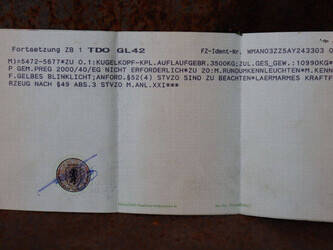 Fortsetzung ZB 1 TDO GL42 FZ-Ident-Nr. WMAN03ZZ5AY243303
M)=5472-5677*ZU O.1:KUGELKOPF-KPL.AUFLAUFGEBR.3500KG;ZUL.GES.GEW.:10990KG*
P GEM.PREG 2000/40/EG NICHT ERFORDERLICH*ZU 20:M.RUNDUMKENNLEUCHTEN*M.KENN
F.GELBES BLINKLICHT;ANFORD.§52(4) STVZO SIND ZU BEACHTEN*LAERMARMES KRAFTF
RZEUG NACH §49 ABS.3 STVZO M.ANL.XXI***